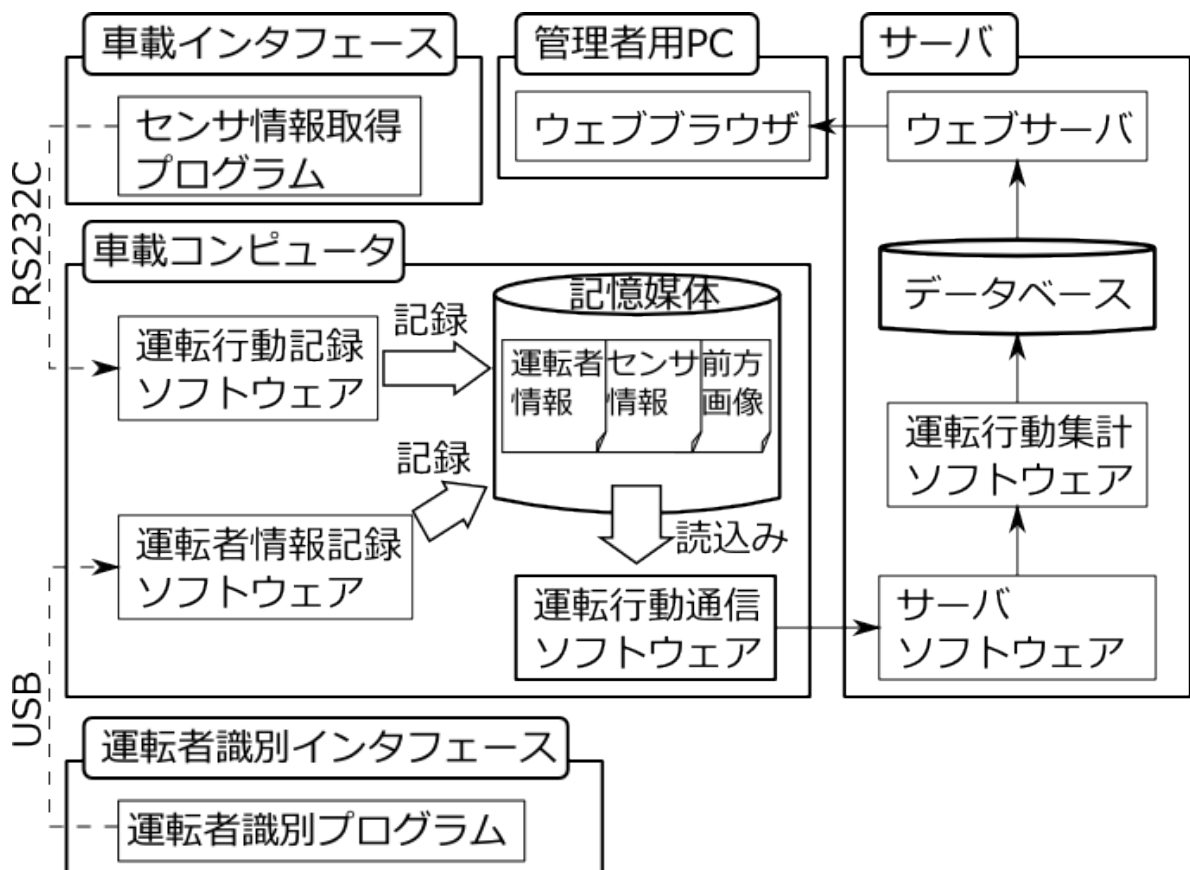 車載インタフェース
センサ情報取得
プログラム
管理者用PC
ウェブブラウザ
サーバ
ウェブサーバ
データベース
運転行動集計
ソフトウェア
サーバ
ソフトウェア
RS232C
車載コンピュータ
運転行動記録
ソフトウェア
記録
記憶媒体
運転者
情報
センサ
情報
前方
画像
記録
運転者情報記録
ソフトウェア
読込み
運転行動通信
ソフトウェア
USB
運転者識別インタフェース
運転者識別プログラム